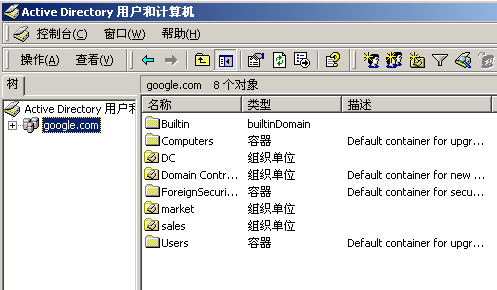 Active Directory 用户和计算机
控制台(C) 窗口(W) 帮助(H)
操作(A) 查看(V)
树
Active Directory 用户和
google.com
google.com 8 个对象
名称 类型 描述
Builtin builtinDomain
Computers 容器 Default container for upgr...
DC 组织单位
Domain Contr... 组织单位 Default container for new ...
ForeignSecuri... 容器 Default container for secu...
market 组织单位
sales 组织单位
Users 容器 Default container for upgr...